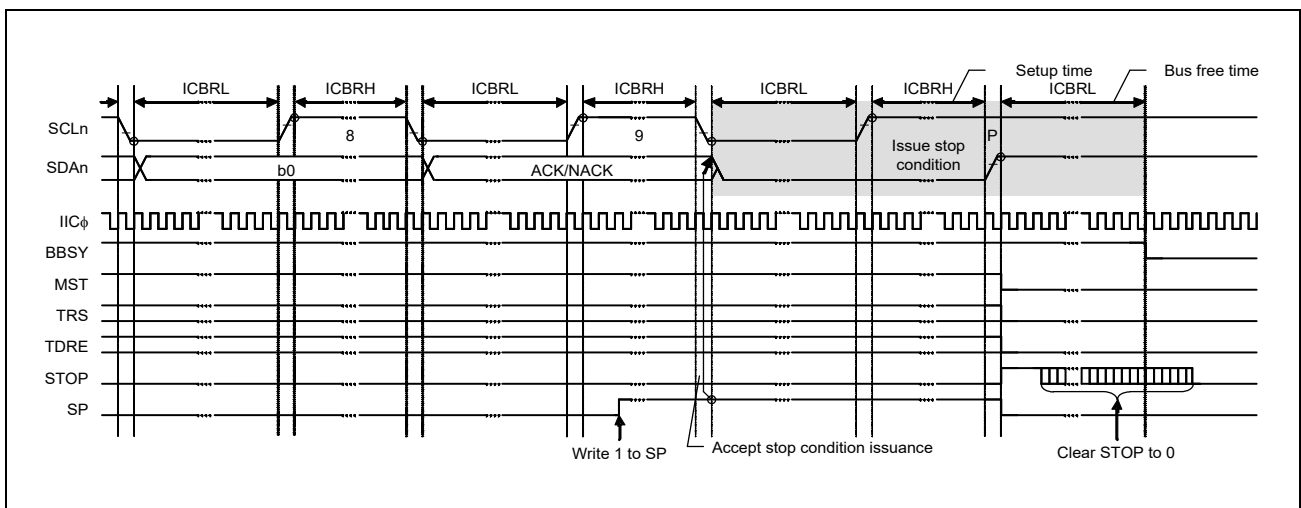 Setup time Bus free time
ICBRL ICBRH ICBRL ICBRH ICBRL ICBRH ICBRL
SCLn 8 9 Issue stop condition P
SDAn b0 ACK/NACK
IICφ
BBSY
MST
TRS
TDRE
STOP
SP
Write 1 to SP Accept stop condition issuance Clear STOP to 0